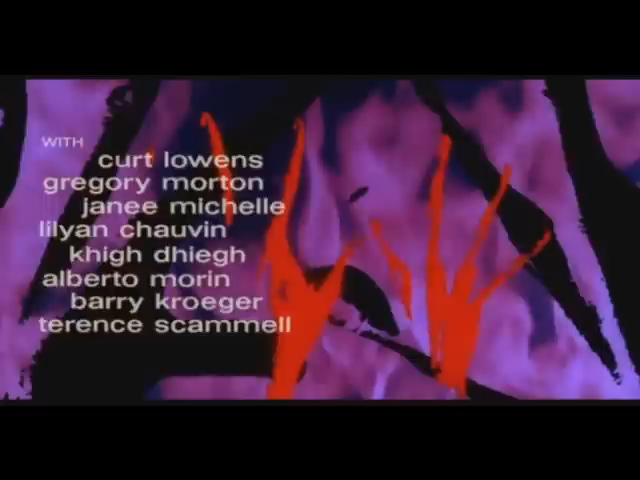 WITH
curt lowens
gregory morton
janee michelle
lilyan chauvin
khigh dhiegh
alberto morin
barry kroeger
terence scammell